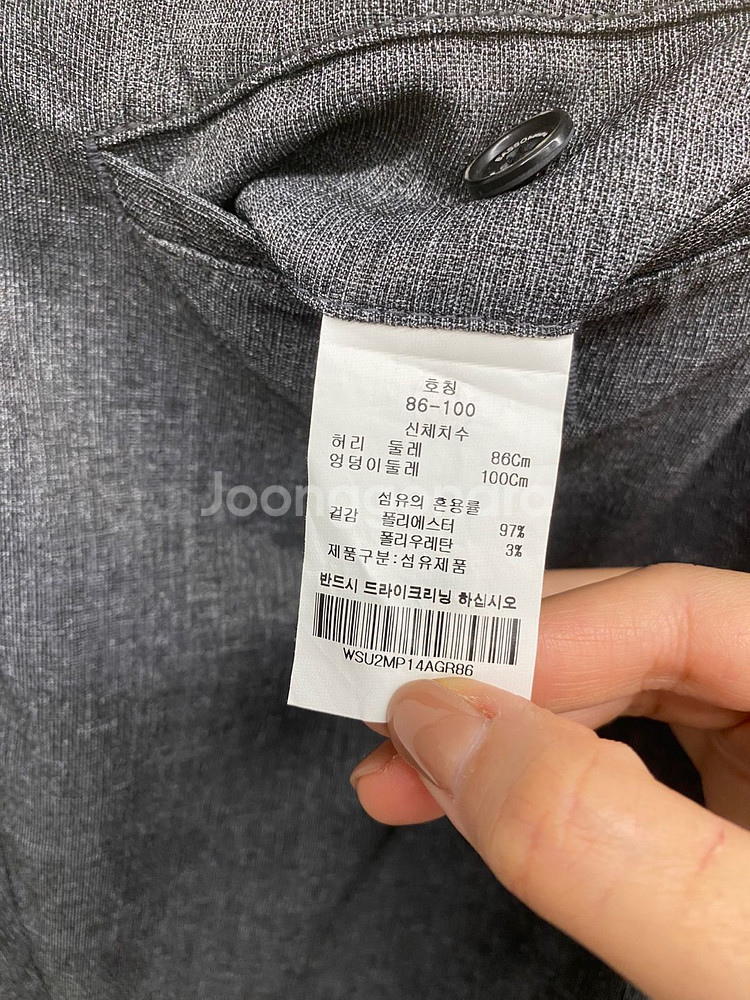 호칭
86-100
신체치수
허리 둘레 86Cm
엉덩이둘레 100Cm
섬유의 혼용률
겉감 폴리에스터 97%
폴리우레탄 3%
제품구분:섬유제품
반드시 드라이크리닝 하십시오
WSU2MP14AGR86